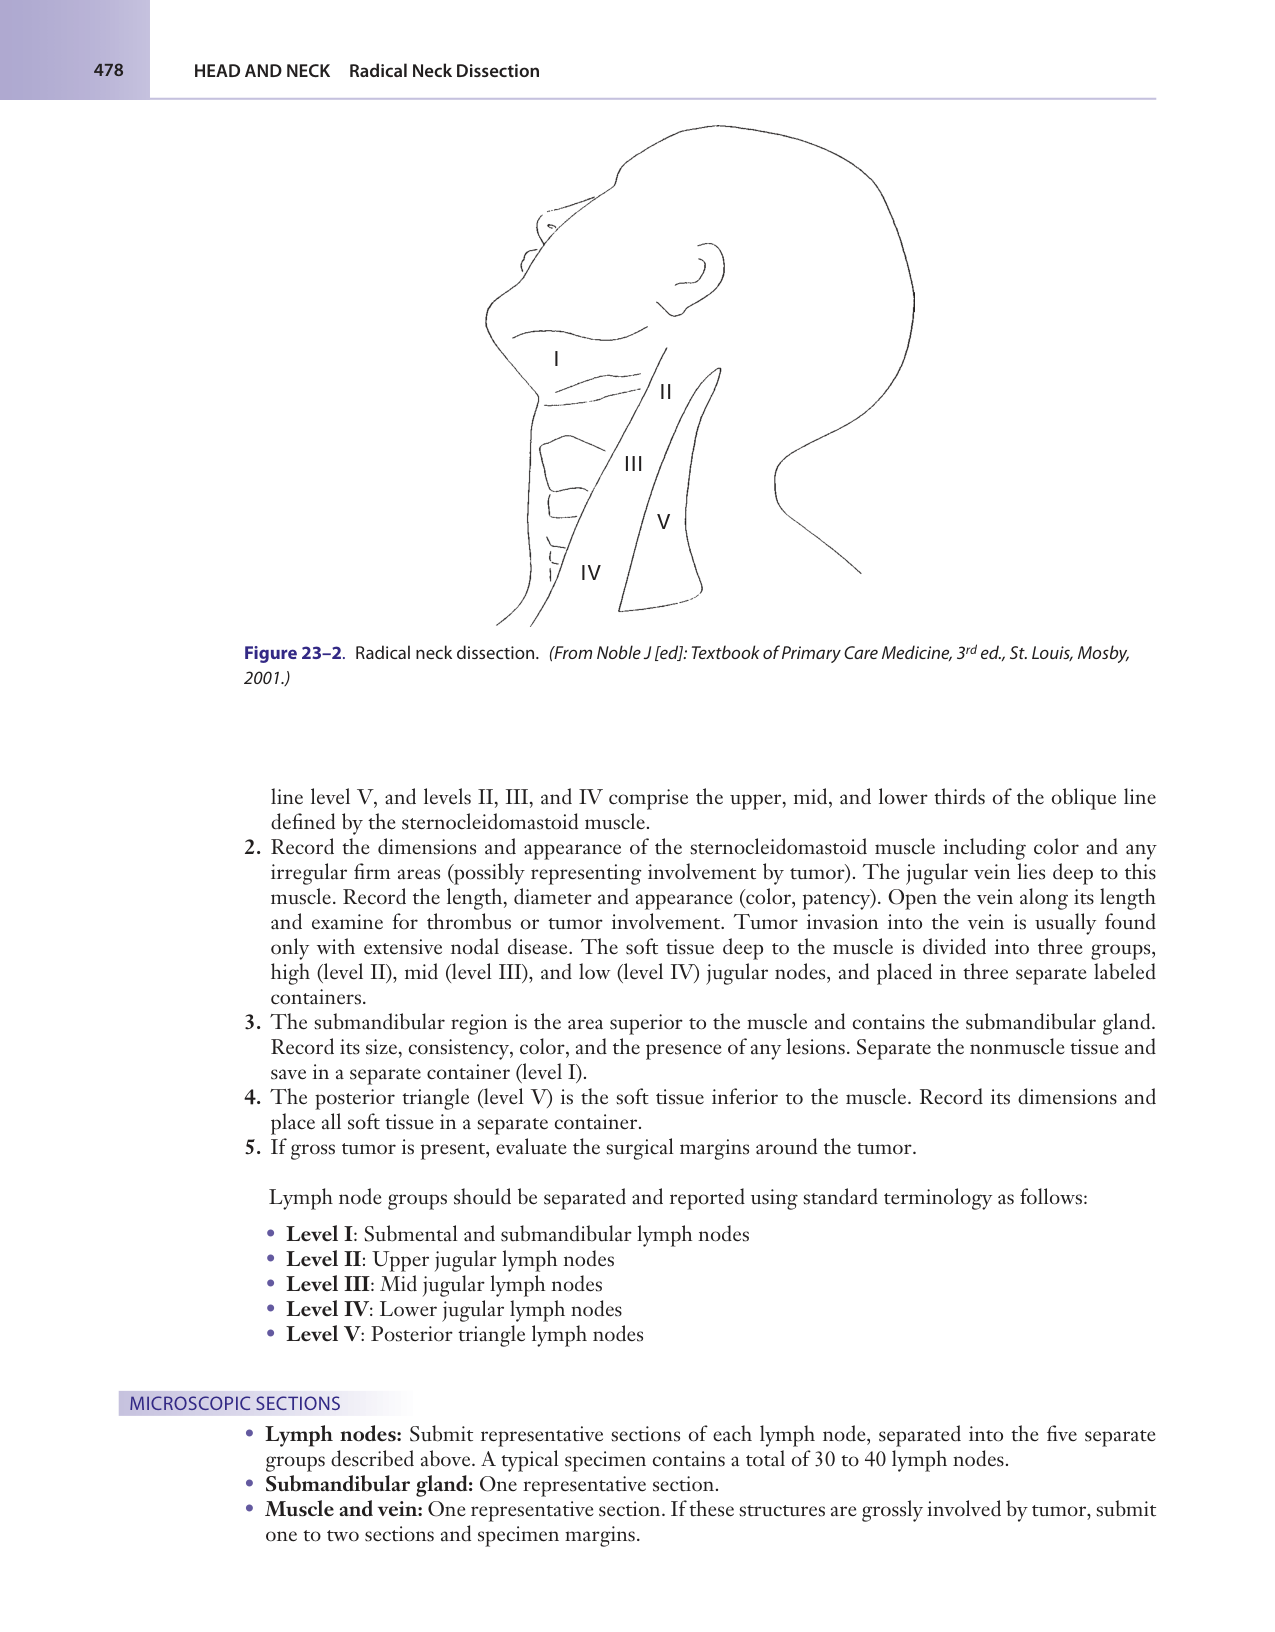 478
HEAD AND NECK Radical Neck Dissection
I
II
III
V
IV
Figure 23–2. Radical neck dissection. (From Noble J [ed]: Textbook of Primary Care Medicine, 3rd ed., St. Louis, Mosby,
2001.)
line level V, and levels II, III, and IV comprise the upper, mid, and lower thirds of the oblique line
defined by the sternocleidomastoid muscle.
2. Record the dimensions and appearance of the sternocleidomastoid muscle including color and any
irregular firm areas (possibly representing involvement by tumor). The jugular vein lies deep to this
muscle. Record the length, diameter and appearance (color, patency). Open the vein along its length
and examine for thrombus or tumor involvement. Tumor invasion into the vein is usually found
only with extensive nodal disease. The soft tissue deep to the muscle is divided into three groups,
high (level II), mid (level III), and low (level IV) jugular nodes, and placed in three separate labeled
containers.
3. The submandibular region is the area superior to the muscle and contains the submandibular gland.
Record its size, consistency, color, and the presence of any lesions. Separate the nonmuscle tissue and
save in a separate container (level I).
4. The posterior triangle (level V) is the soft tissue inferior to the muscle. Record its dimensions and
place all soft tissue in a separate container.
5. If gross tumor is present, evaluate the surgical margins around the tumor.
Lymph node groups should be separated and reported using standard terminology as follows:
• Level I: Submental and submandibular lymph nodes
• Level II: Upper jugular lymph nodes
• Level III: Mid jugular lymph nodes
• Level IV: Lower jugular lymph nodes
• Level V: Posterior triangle lymph nodes
MICROSCOPIC SECTIONS
• Lymph nodes: Submit representative sections of each lymph node, separated into the five separate
groups described above. A typical specimen contains a total of 30 to 40 lymph nodes.
• Submandibular gland: One representative section.
• Muscle and vein: One representative section. If these structures are grossly involved by tumor, submit
one to two sections and specimen margins.